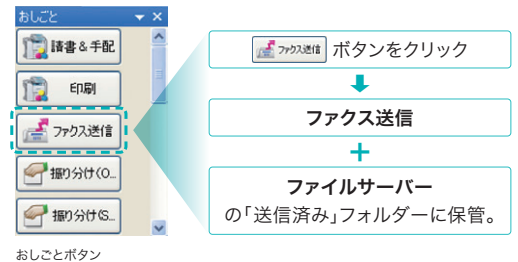 おしごと
請書＆手配
印刷
ファクス送信
振り分け(O...
振り分け(S...
おしごとボタン
ファクス送信 ボタンをクリック
ファクス送信
+
ファイルサーバー
の「送信済み」フォルダーに保管。